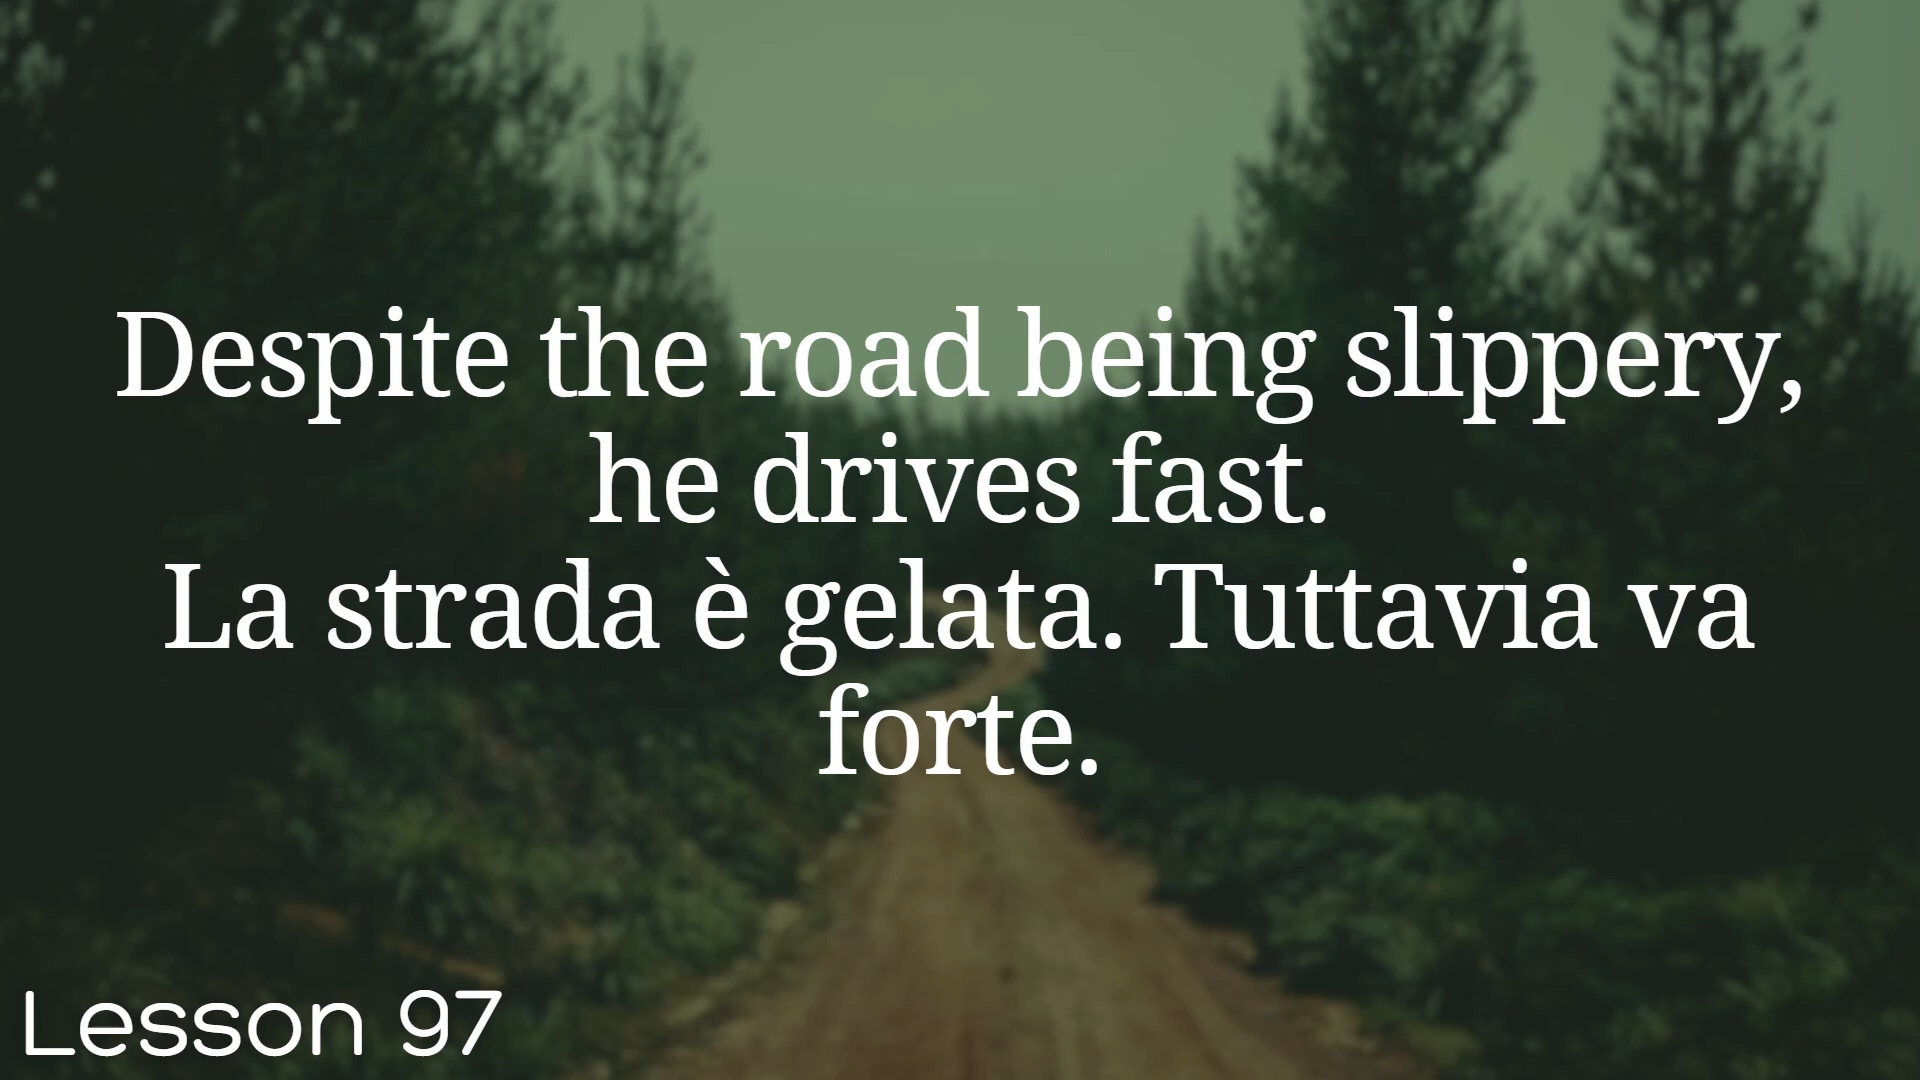 Despite the road being slippery,
he drives fast.
La strada è gelata. Tuttavia va
forte.
Lesson 97